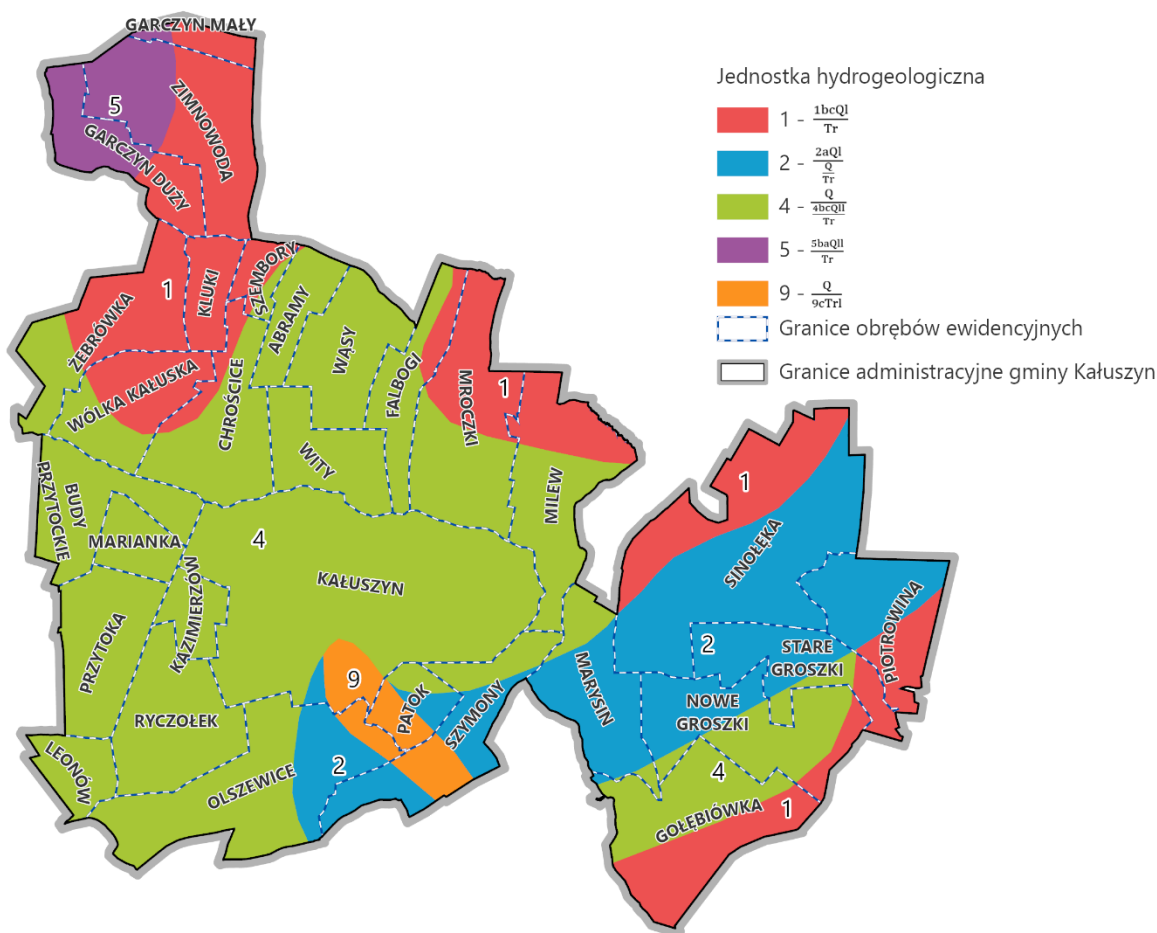 GARCZYN MAŁY
ZIMNOWODA
5
GARCZYN DUŻY
SZEMBORY
1
KLUKI
ABRAMY
ŻEBRÓWKA
WĄSY
FALBOGI
WÓLKA KAŁUSKA
CHROŚCICE
MROCZKI
1
WITY
PRZYTOCKIE
BUDY
MILEW
1
MARIANKA
4
SINOŁĘKA
KAŁUSZYN
KAZIMIERZÓW
PRZYTOKA
PIOTROWINA
2
STARE
GROSZKI
MARYSIN
9
PATOK
SZYMONY
NOWE
GROSZKI
RYCZOŁEK
LEONÓW
OLSZEWICE
2
4
GOŁĘBIÓWKA
1
Jednostka hydrogeologiczna
1 - 1bcQl
Tr
2 - 2aQl
Q
Tr
4 - Q
4bcQll
Tr
5 - 5baQll
Tr
9 - Q
9cTrl
Granice obrębów ewidencyjnych
Granice administracyjne gminy Kałuszyn